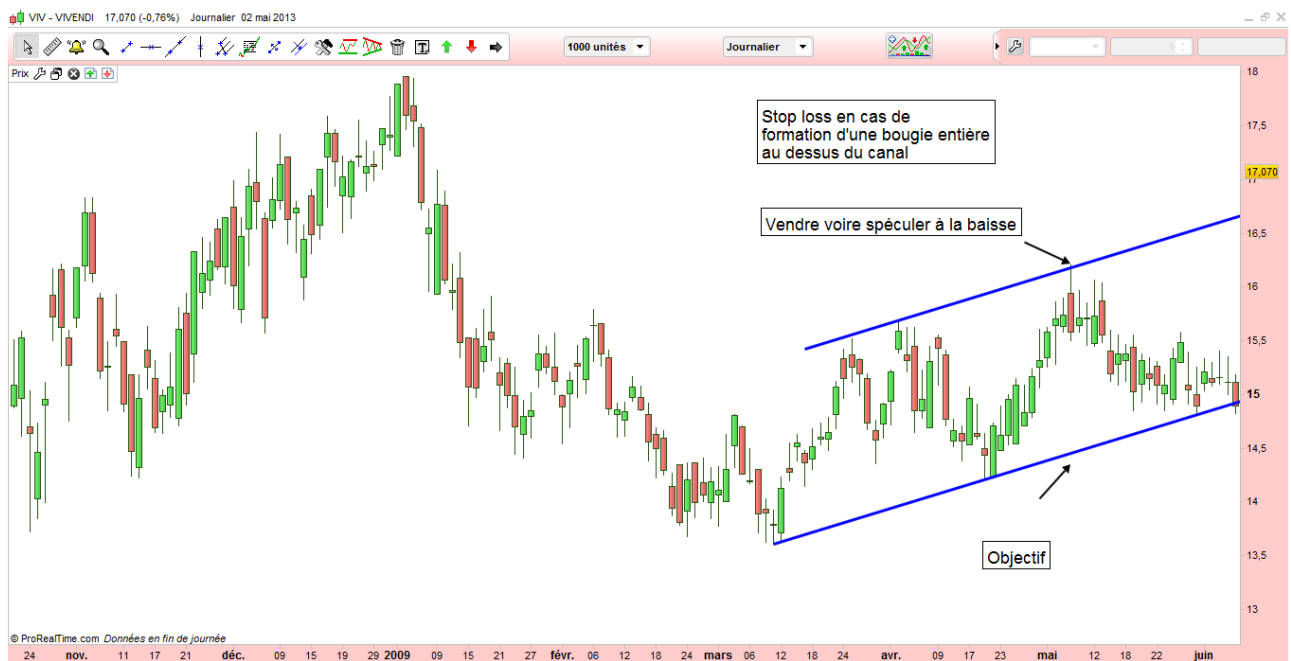 VIV - VIVENDI 17,070 (-0,76%) Journalier 02 mai 2013
1000 unités
Journalier
Prix
18
17,5
17,070
16,5
16
15,5
15
14,5
14
13,5
13
Stop loss en cas de
formation d'une bougie entière
au dessus du canal
Vendre voire spéculer à la baisse
Objectif
© ProRealTime.com Données en fin de journée
24 nov. 11 17 21 déc. 09 15 19 29 2009 09 15 21 27 févr. 06 12 18 24 mars 06 12 18 24 avr. 09 17 23 mai 12 18 22 juin